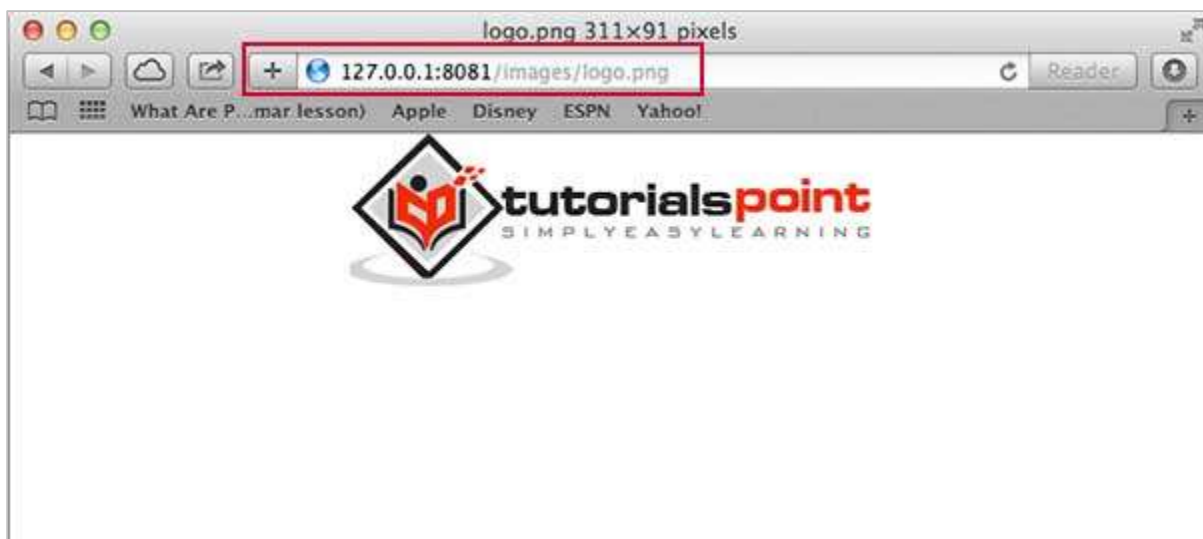 logo.png 311×91 pixels
127.0.0.1:8081/images/logo.png
Reader
What Are P...mar lesson) Apple Disney ESPN Yahoo!
tutorialspoint
SIMPLYEASYLEARNING